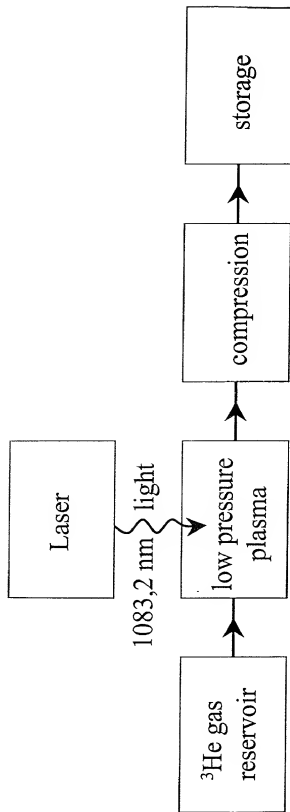 Laser
1083,2 nm
light
³He gas
reservoir
low pressure
plasma
compression
storage